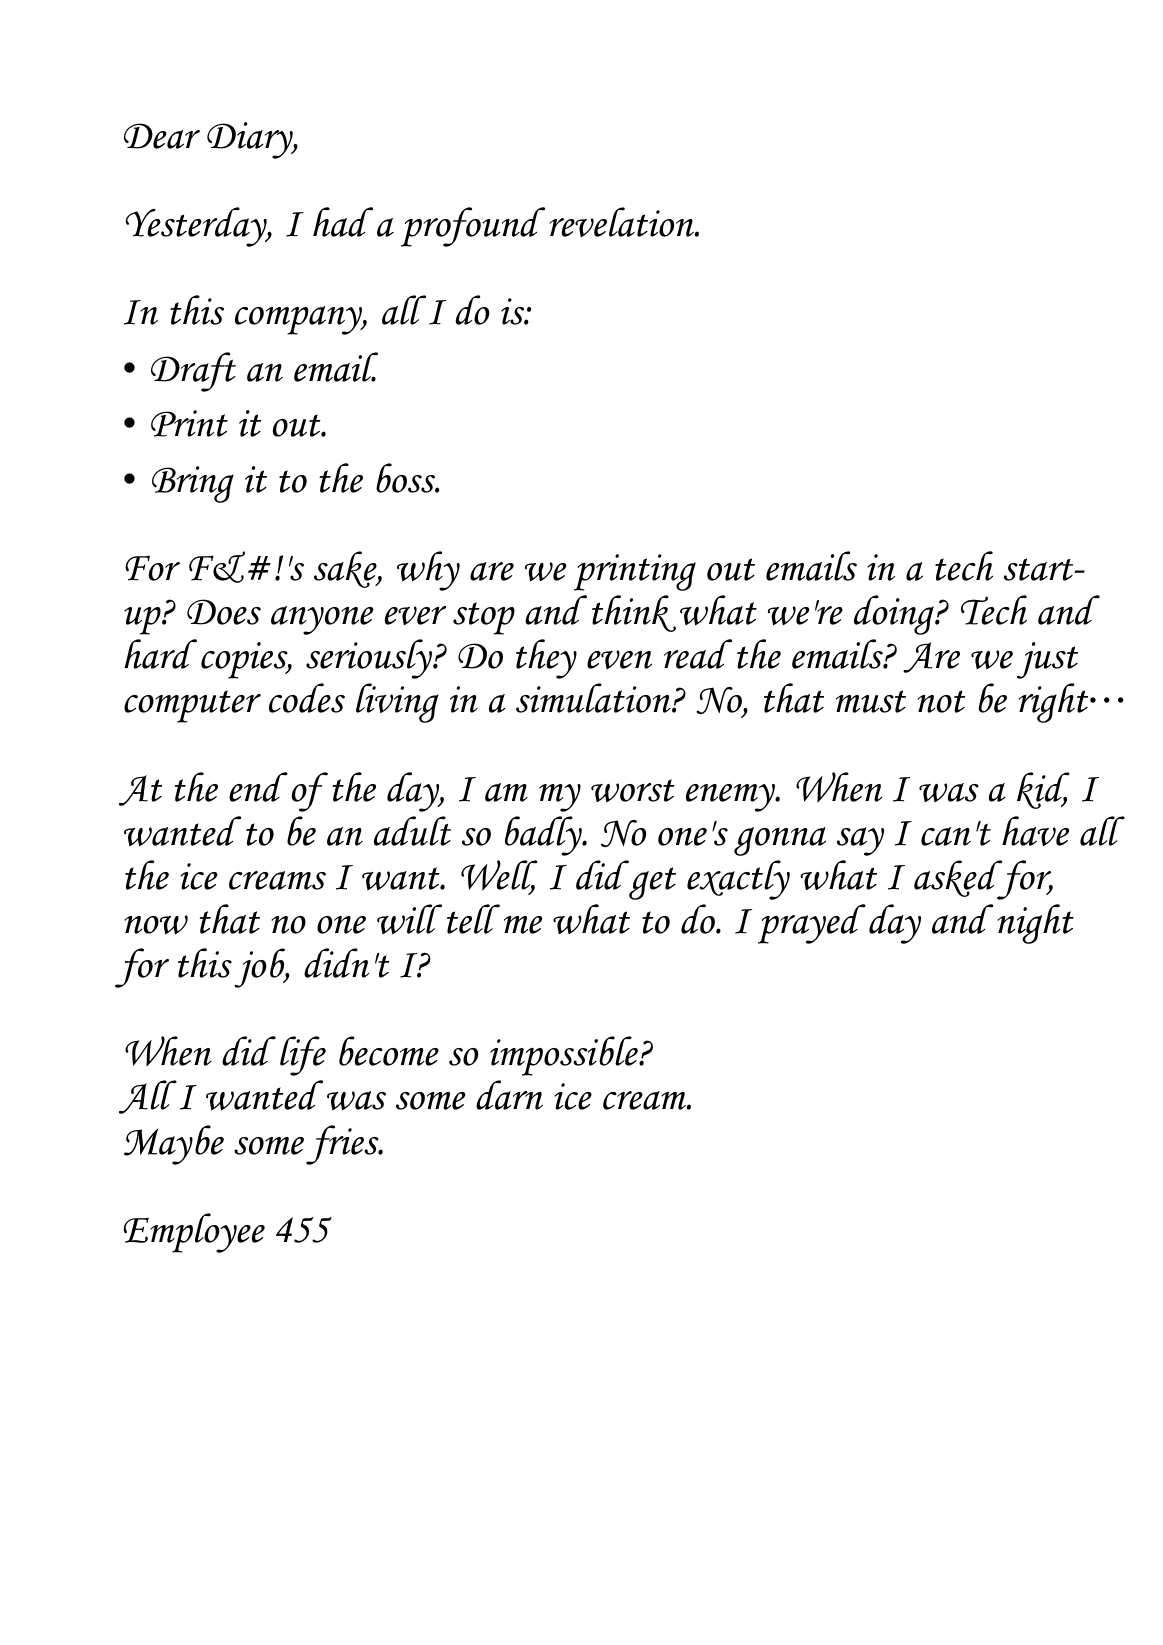 Dear Diary,
Yesterday, I had a profound revelation.
In this company, all I do is:
• Draft an email.
• Print it out.
• Bring it to the boss.
For F&#!'s sake, why are we printing out emails in a tech start-
up? Does anyone ever stop and think what we're doing? Tech and
hard copies, seriously? Do they even read the emails? Are we just
computer codes living in a simulation? No, that must not be right⋯
At the end of the day, I am my worst enemy. When I was a kid, I
wanted to be an adult so badly. No one's gonna say I can't have all
the ice creams I want. Well, I did get exactly what I asked for,
now that no one will tell me what to do. I prayed day and night
for this job, didn't I?
When did life become so impossible?
All I wanted was some darn ice cream.
Maybe some fries.
Employee 455